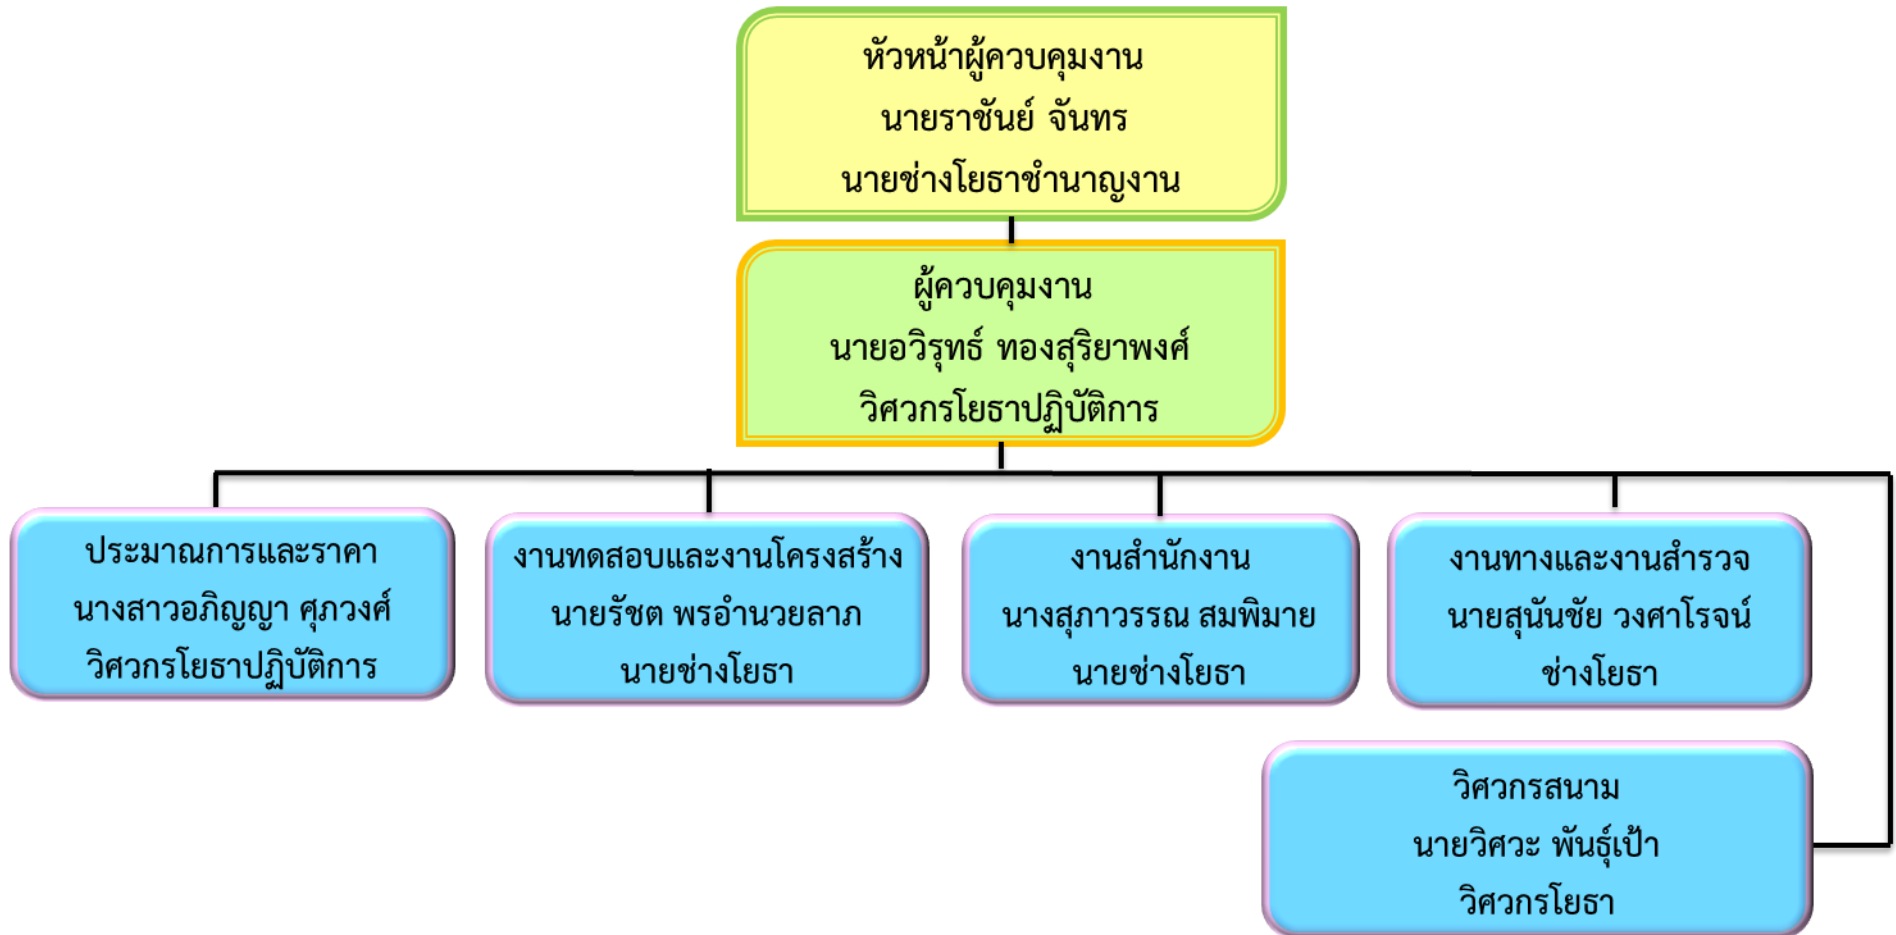 หัวหน้าผู้ควบคุมงาน
นายราชันย์ จันทร
นายช่างโยธาชำนาญงาน
ผู้ควบคุมงาน
นายอวิรุทธ์ ทองสุริยาพงศ์
วิศวกรโยธาปฏิบัติการ
ประมาณการและราคา
นางสาวอภิญญา ศุภวงศ์
วิศวกรโยธาปฏิบัติการ
งานทดสอบและงานโครงสร้าง
นายรัชต พรอำนวยลาภ
นายช่างโยธา
งานสำนักงาน
นางสุภาวรรณ สมพิมาย
นายช่างโยธา
งานทางและงานสำรวจ
นายสุนันชัย วงศาโรจน์
ช่างโยธา
วิศวกรสนาม
นายวิศวะ พันธุ์เป้า
วิศวกรโยธา